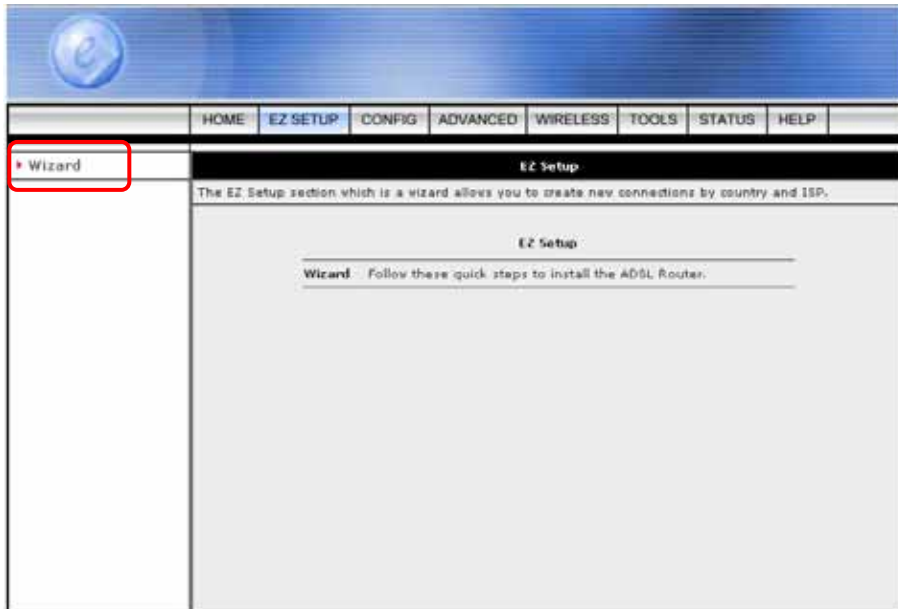 e
HOME EZ SETUP CONFIG ADVANCED WIRELESS TOOLS STATUS HELP
Wizard
EZ Setup
The EZ Setup section which is a wizard allows you to create new connections by country and ISP.
EZ Setup
Wizard Follow these quick steps to install the ADSL Router.